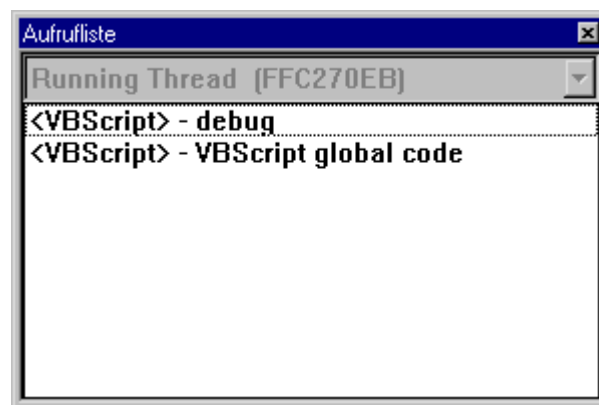 Aufrufliste
Running Thread (FFC270EB)
<VBScript> - debug
<VBScript> - VBScript global code